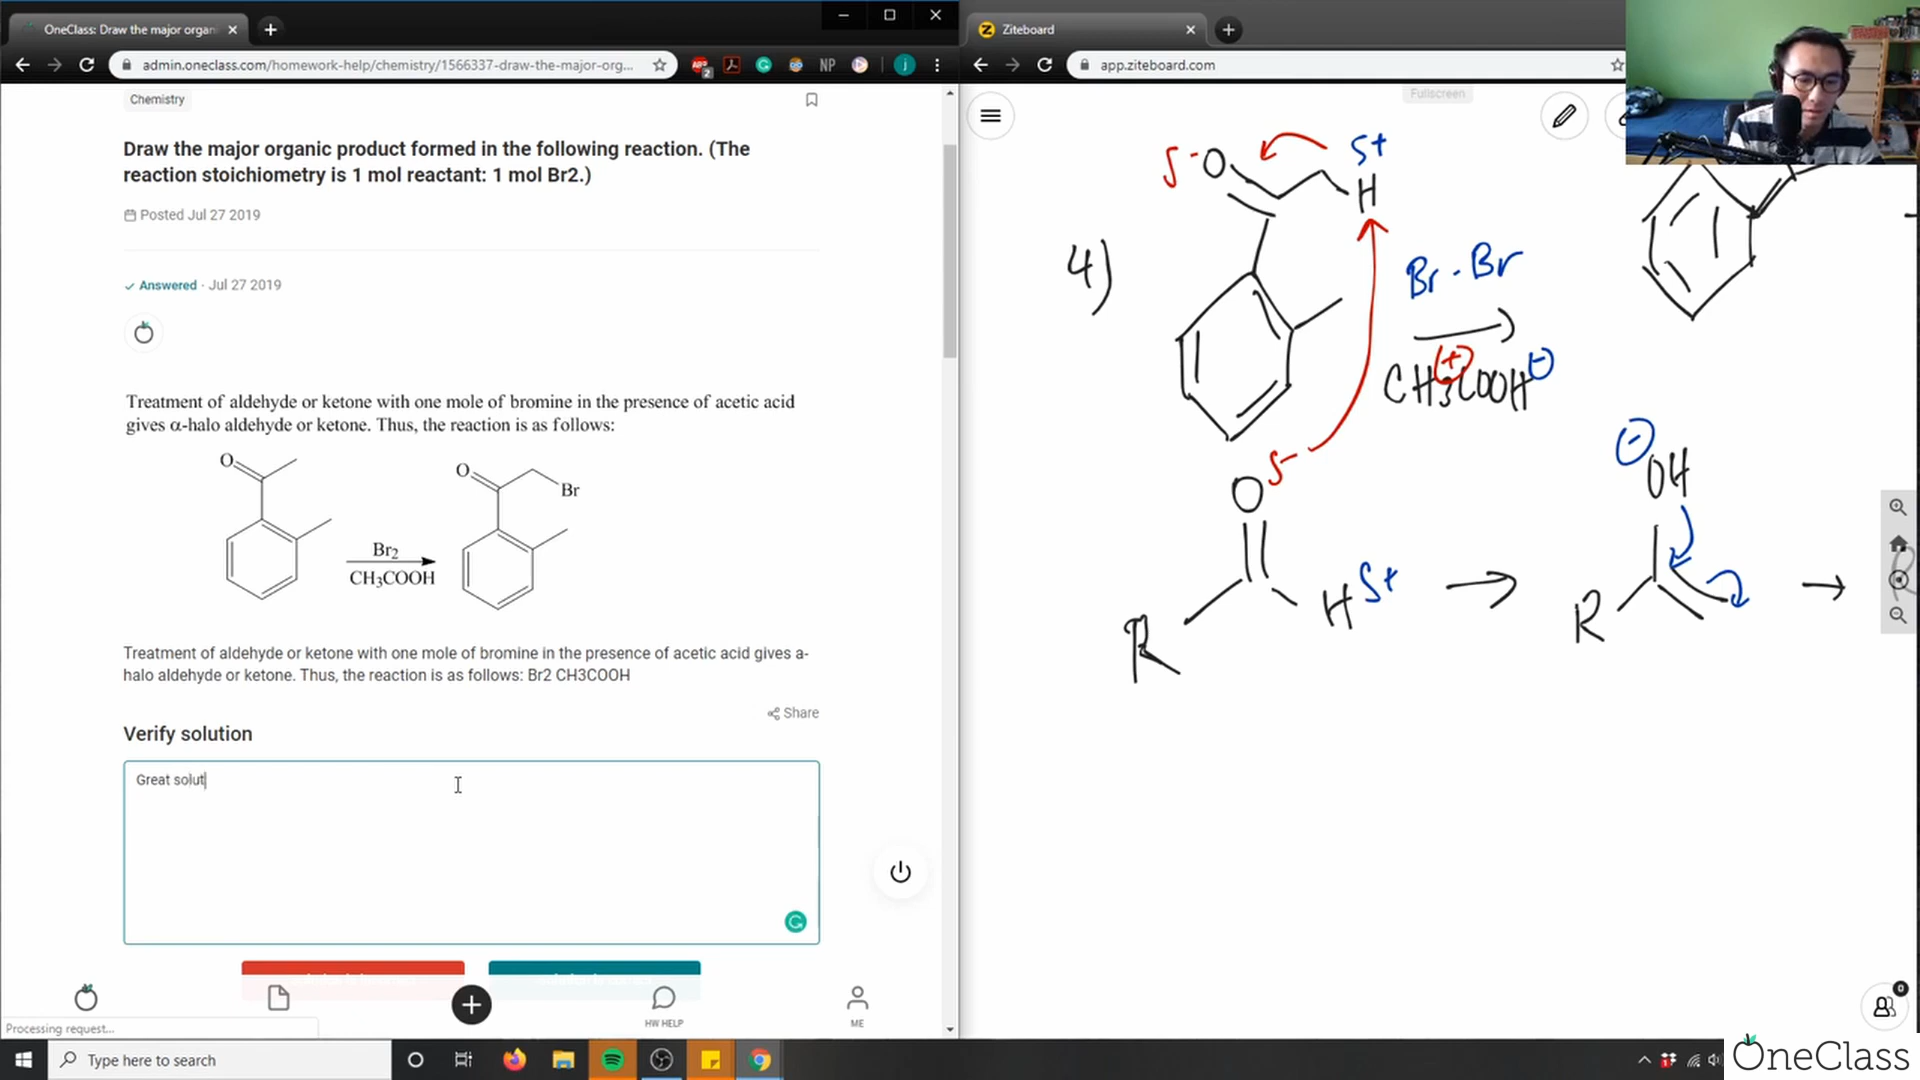 OneClass: Draw the major organ
Ziteboard
admin.oneclass.com/homework-help/chemistry/1566337-draw-the-major-org...
2
NP
j
app.ziteboard.com
Chemistry
Fullscreen
Draw the major organic product formed in the following reaction. (The
reaction stoichiometry is 1 mol reactant: 1 mol Br2.)
Posted Jul 27 2019
Answered · Jul 27 2019
Treatment of aldehyde or ketone with one mole of bromine in the presence of acetic acid
gives α-halo aldehyde or ketone. Thus, the reaction is as follows:
O
O
Br
Br2
CH3COOH
Treatment of aldehyde or ketone with one mole of bromine in the presence of acetic acid gives a-
halo aldehyde or ketone. Thus, the reaction is as follows: Br2 CH3COOH
Share
Verify solution
Great solut
HW HELP
ME
Processing request...
4)
δ- O
δ+
H
Br - Br
CH3COOH
+
-
O δ-
R
H δ+
-
OH
R
0
Type here to search
OneClass